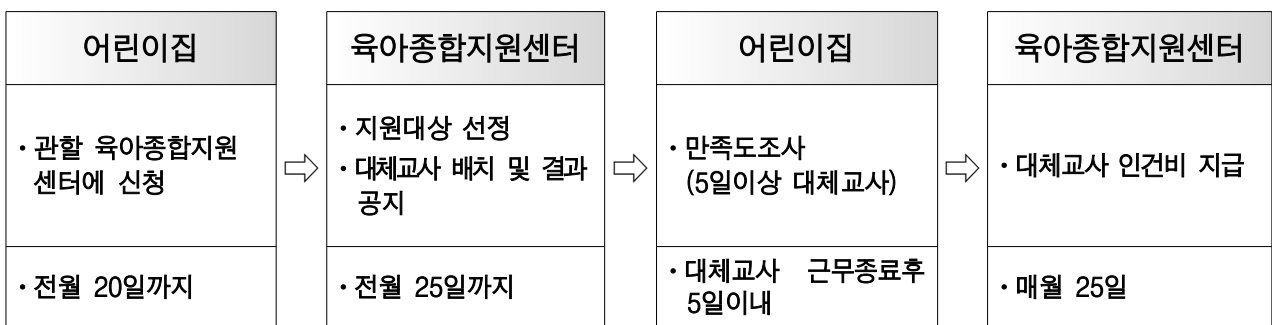 어린이집
· 관할 육아종합지원
센터에 신청
· 전월 20일까지
육아종합지원센터
· 지원대상 선정
· 대체교사 배치 및 결과
공지
· 전월 25일까지
어린이집
· 만족도조사
(5일이상 대체교사)
· 대체교사 근무종료후
5일이내
육아종합지원센터
· 대체교사 인건비 지급
· 매월 25일